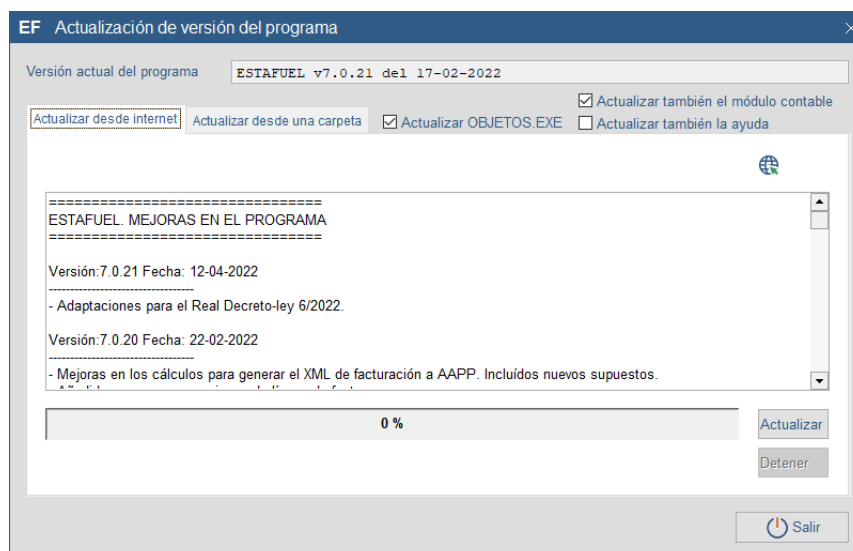 EF Actualización de versión del programa
Versión actual del programa ESTAFUEL v7.0.21 del 17-02-2022
Actualizar también el módulo contable
Actualizar desde internet Actualizar desde una carpeta Actualizar OBJETOS.EXE Actualizar también la ayuda
================================
ESTAFUEL. MEJORAS EN EL PROGRAMA
================================
Versión:7.0.21 Fecha: 12-04-2022
----------------------------------
- Adaptaciones para el Real Decreto-ley 6/2022.
Versión:7.0.20 Fecha: 22-02-2022
----------------------------------
- Mejoras en los cálculos para generar el XML de facturación a AAPP. Incluídos nuevos supuestos.
0 %
Actualizar
Detener
Salir